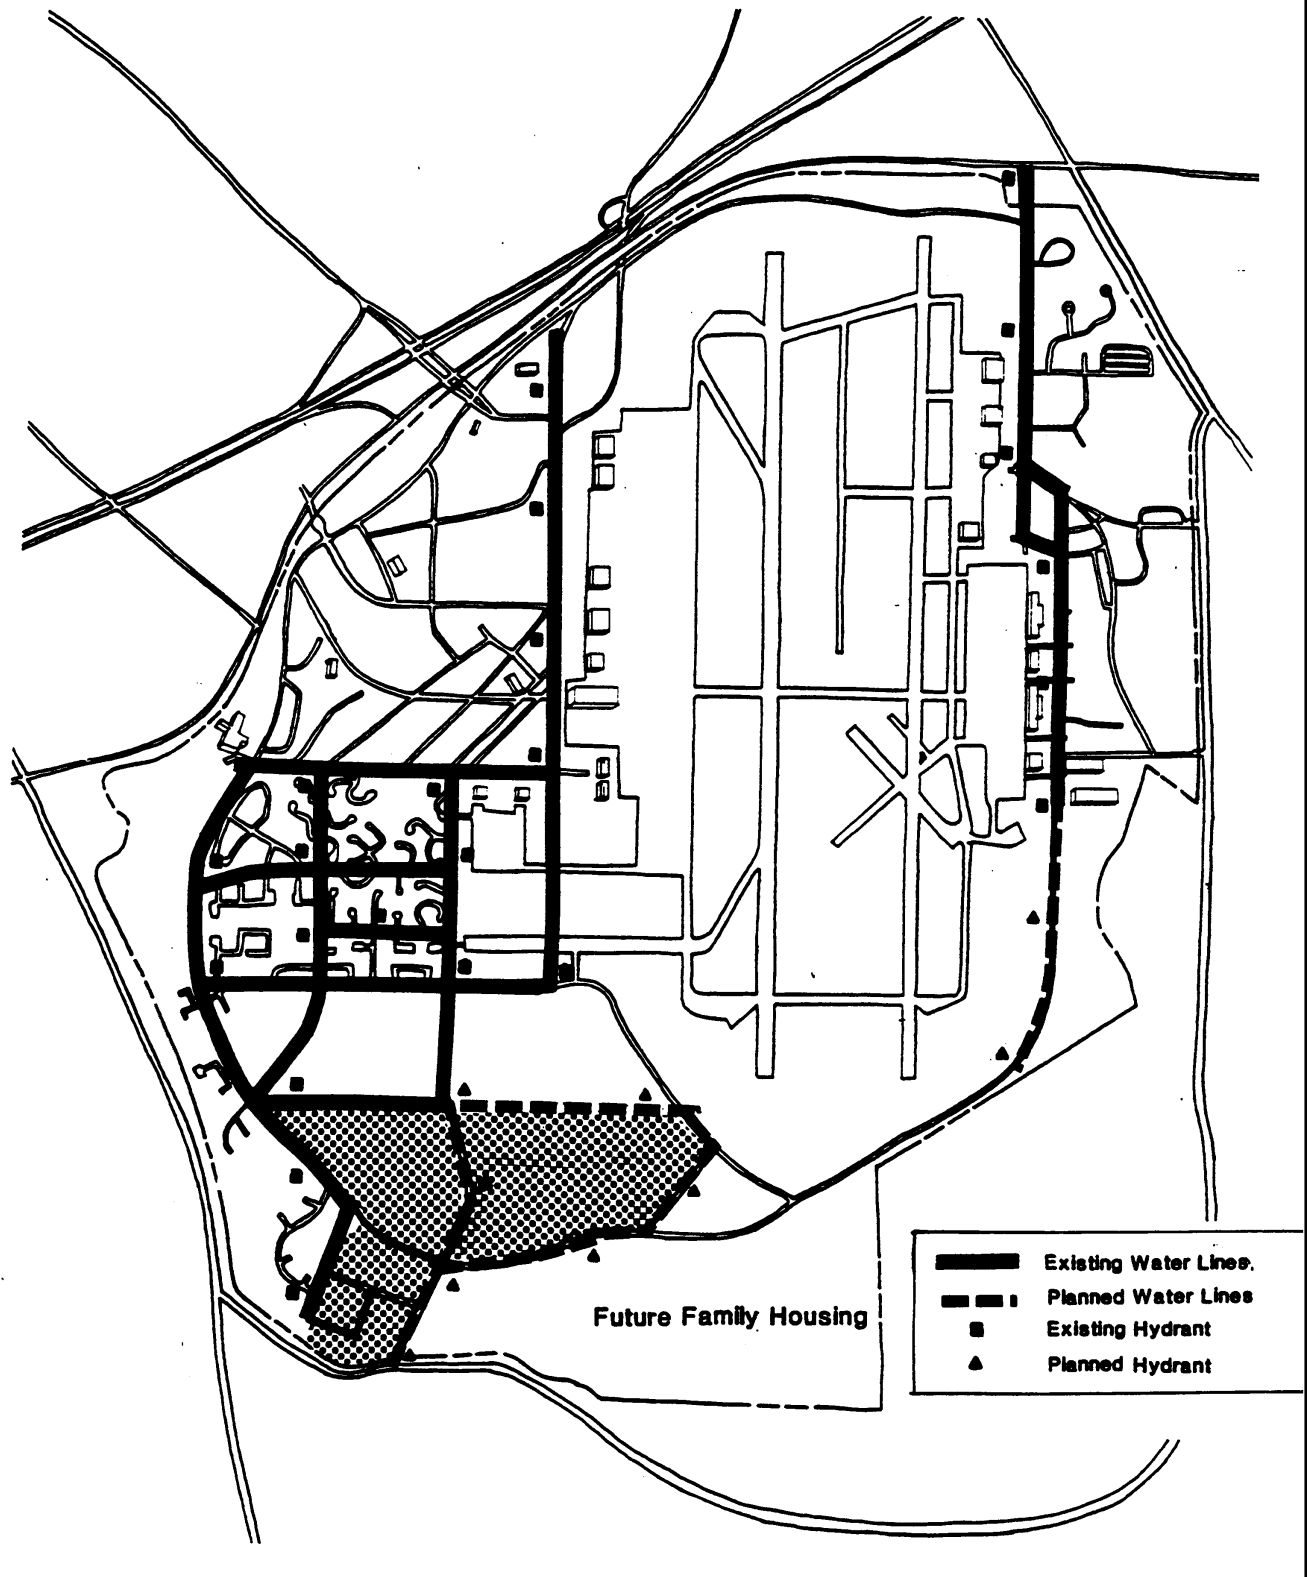 Existing Water Lines.
Planned Water Lines
Existing Hydrant
Planned Hydrant
Future Family Housing